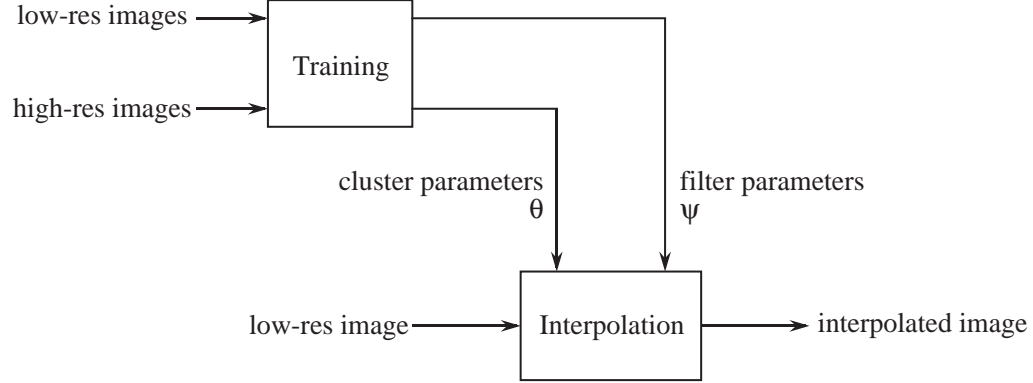 low-res images
Training
high-res images
cluster parameters
θ
filter parameters
ψ
low-res image
Interpolation
interpolated image